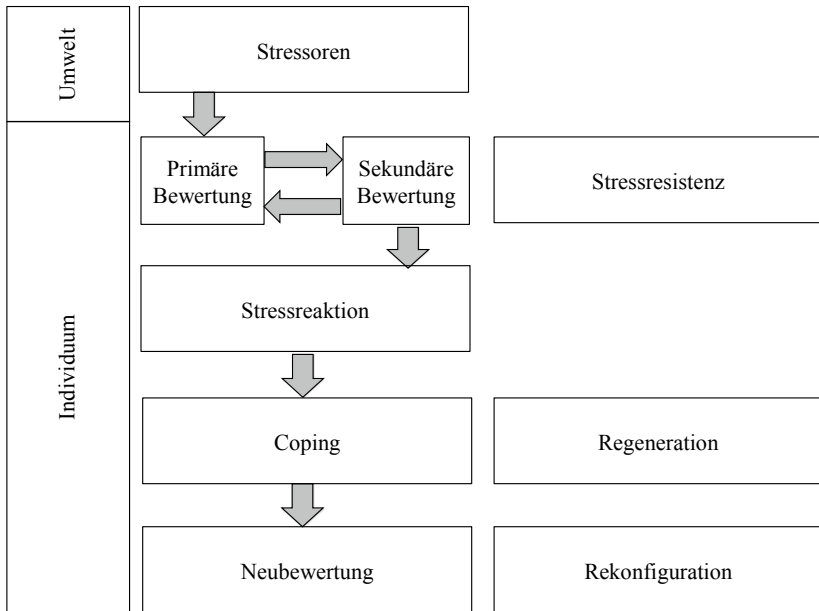 Umwelt
Stressoren
Individuum
Primäre
Bewertung
Sekundäre
Bewertung
Stressresistenz
Stressreaktion
Coping
Regeneration
Neubewertung
Rekonfiguration